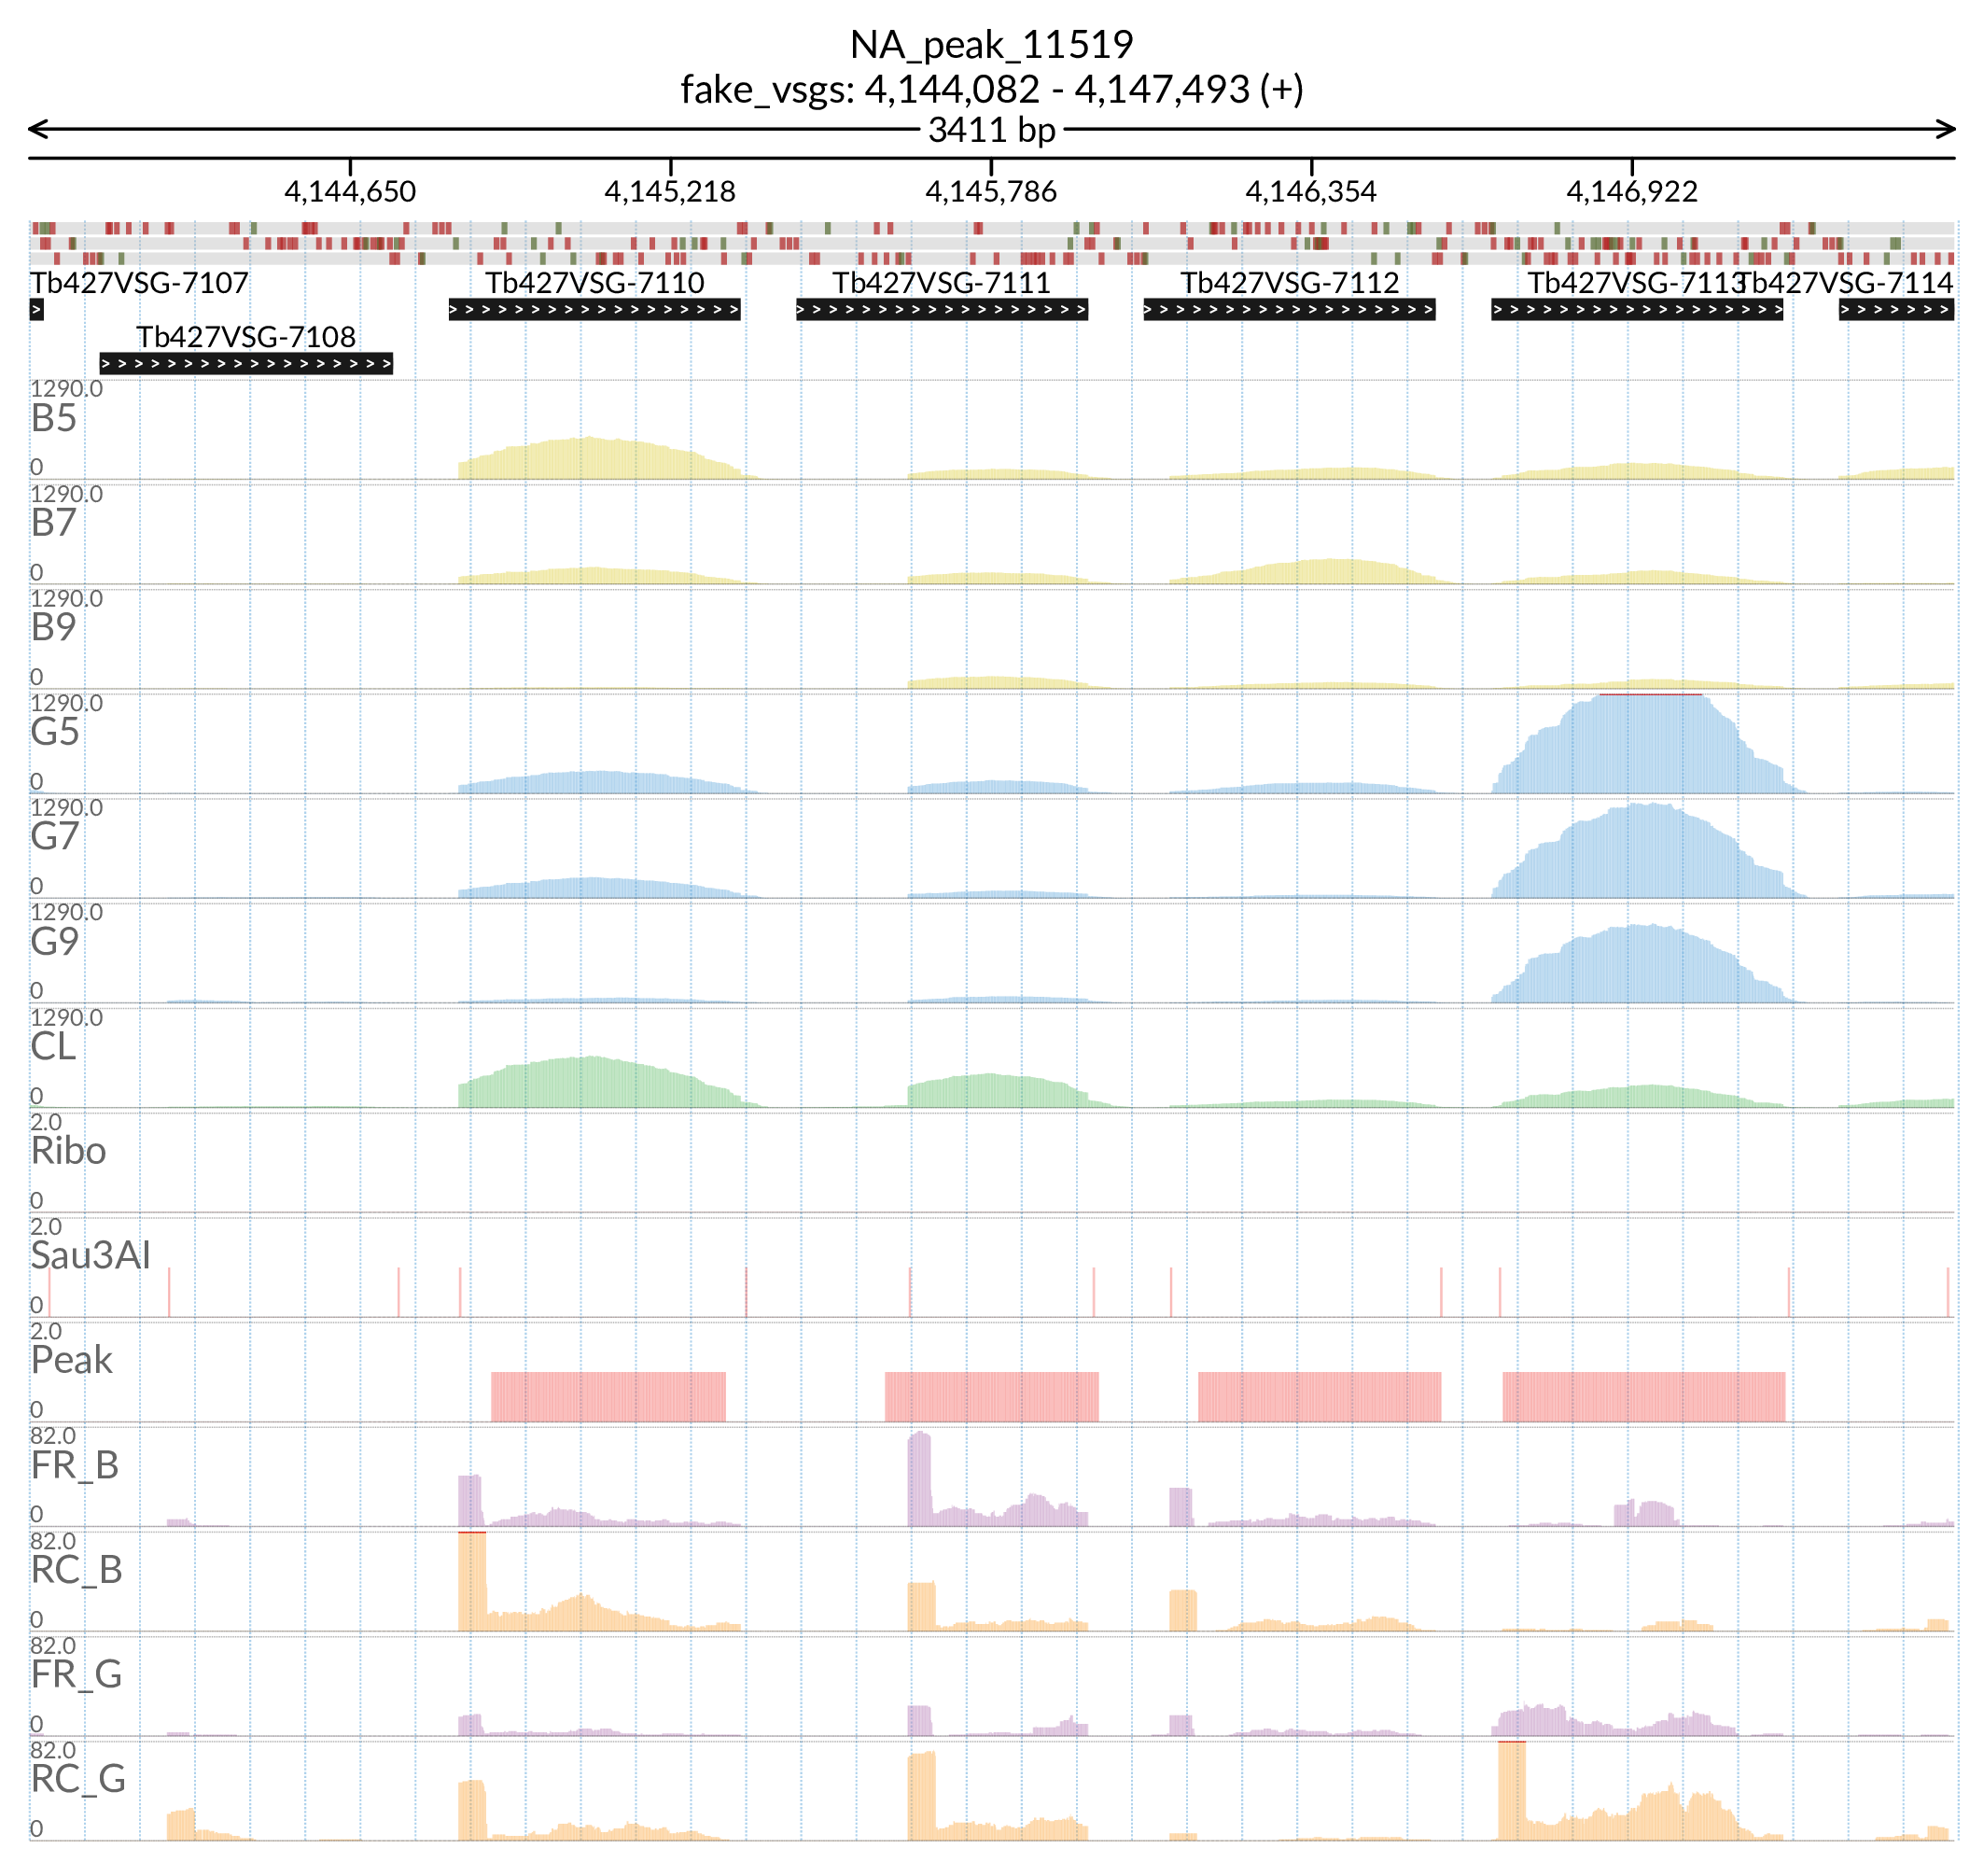 NA_peak_11519
fake_vsgs: 4,144,082 - 4,147,493 (+)
3411 bp
4,144,650 4,145,218 4,145,786 4,146,354 4,146,922
Tb427VSG-7107 Tb427VSG-7110 Tb427VSG-7111 Tb427VSG-7112 Tb427VSG-7113 Tb427VSG-7114
Tb427VSG-7108
1290.0
B5
0
1290.0
B7
0
1290.0
B9
0
1290.0
G5
0
1290.0
G7
0
1290.0
G9
0
1290.0
CL
0
2.0
Ribo
0
2.0
Sau3AI
0
2.0
Peak
0
82.0
FR_B
0
82.0
RC_B
0
82.0
FR_G
0
82.0
RC_G
0